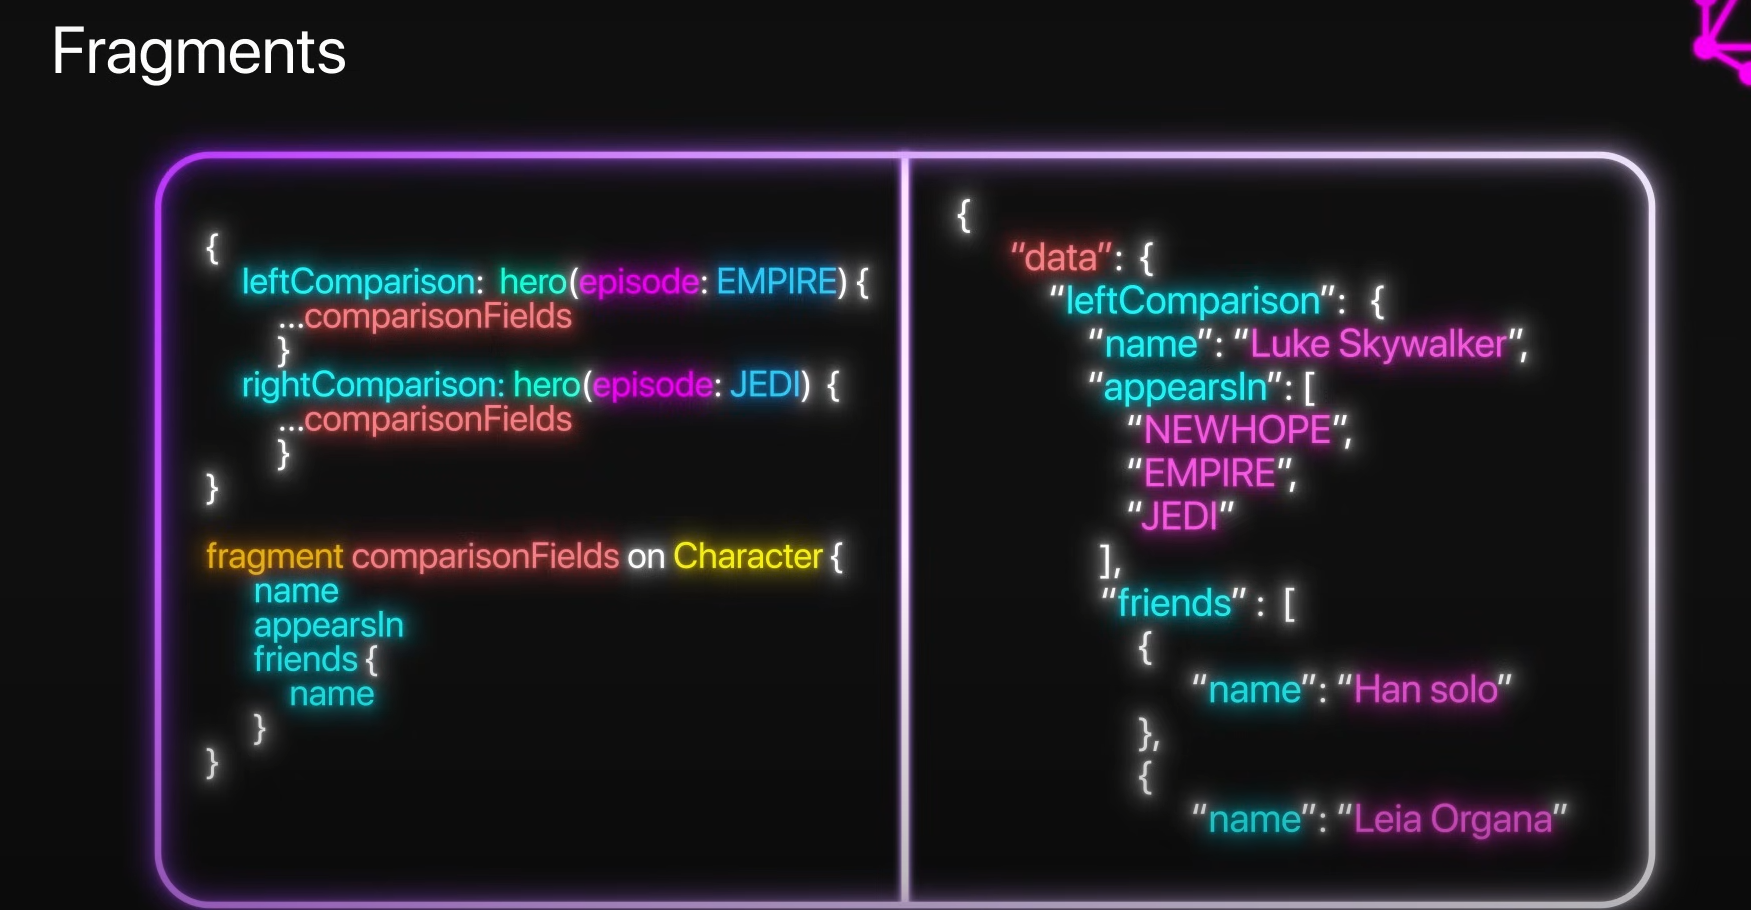 Fragments
{
leftComparison: hero(episode: EMPIRE) {
...comparisonFields
}
rightComparison: hero(episode: JEDI) {
...comparisonFields
}
}
fragment comparisonFields on Character {
name
appearsIn
friends {
name
}
}
{
“data”: {
“leftComparison”: {
“name”: “Luke Skywalker”,
“appearsIn”: [
“NEWHOPE”,
“EMPIRE”,
“JEDI”
],
“friends” : [
{
“name”: “Han solo”
},
{
“name”: “Leia Organa”